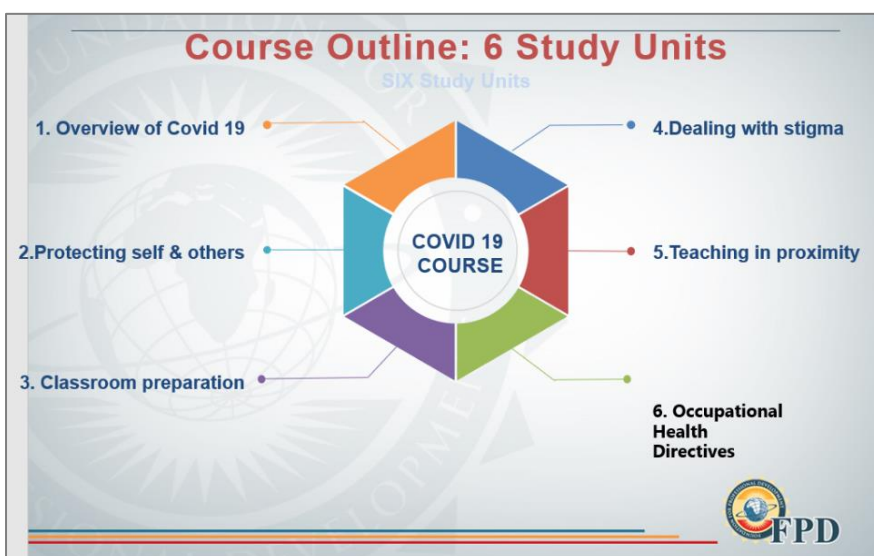 Course Outline: 6 Study Units
SIX Study Units
1. Overview of Covid 19
2.Protecting self & others
3. Classroom preparation
COVID 19
COURSE
4.Dealing with stigma
5.Teaching in proximity
6. Occupational
Health
Directives
FPD